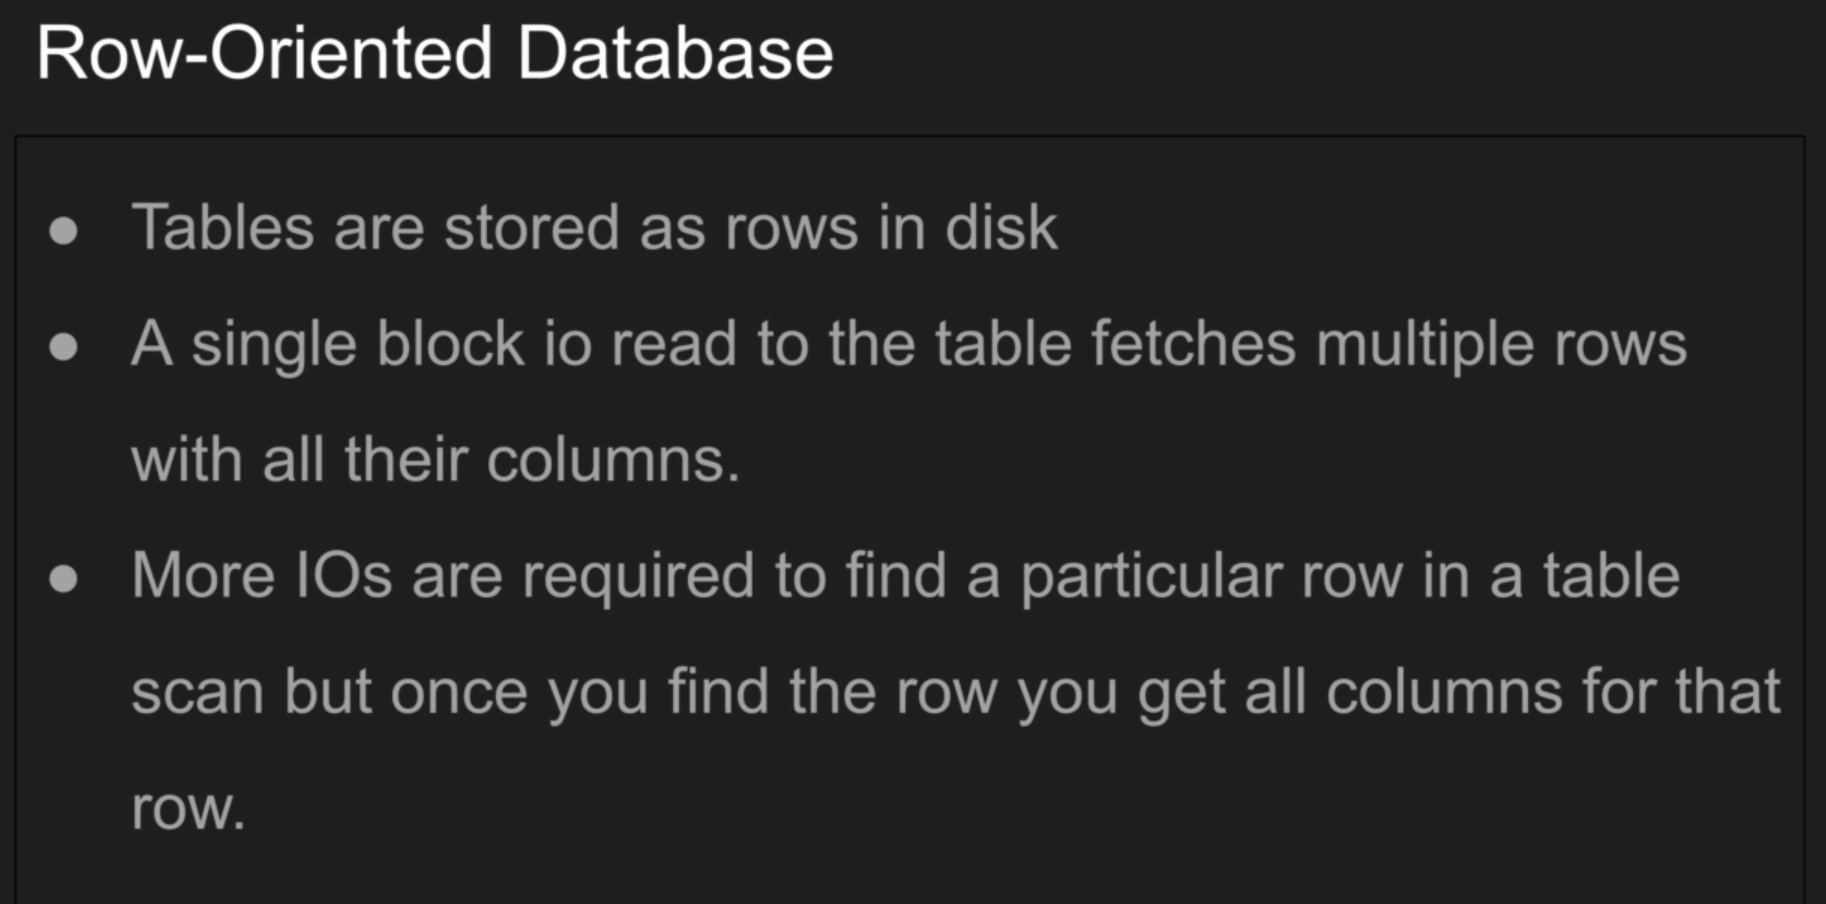 Row-Oriented Database
● Tables are stored as rows in disk
● A single block io read to the table fetches multiple rows
with all their columns.
● More IOs are required to find a particular row in a table
scan but once you find the row you get all columns for that
row.